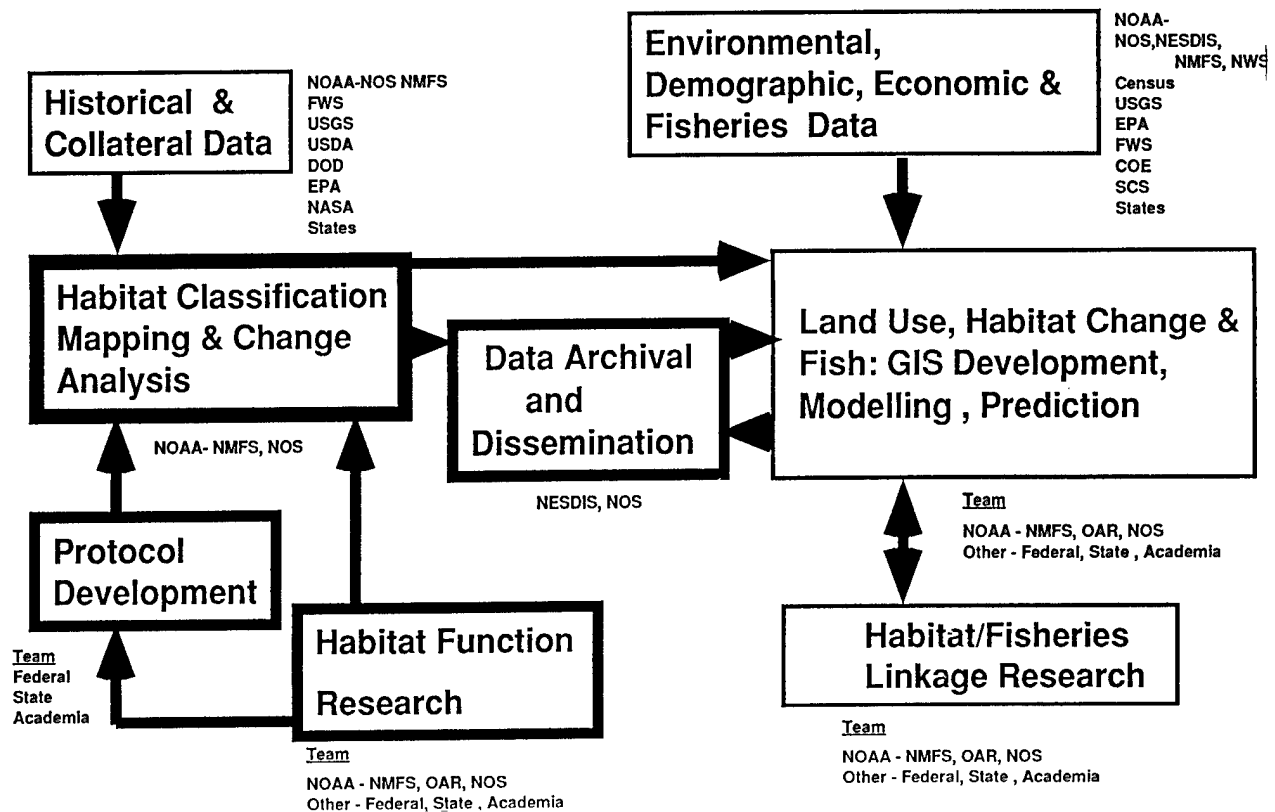 Historical &
Collateral Data
NOAA-NOS NMFS
FWS
USGS
USDA
DOD
EPA
NASA
States
Environmental,
Demographic, Economic &
Fisheries Data
NOAA-
NOS,NESDIS,
NMFS, NWS
Census
USGS
EPA
FWS
COE
SCS
States
Habitat Classification
Mapping & Change
Analysis
NOAA- NMFS, NOS
Data Archival
and
Dissemination
NESDIS, NOS
Land Use, Habitat Change &
Fish: GIS Development,
Modelling , Prediction
Team
NOAA - NMFS, OAR, NOS
Other - Federal, State , Academia
Protocol
Development
Team
Federal
State
Academia
Habitat Function
Research
Team
NOAA - NMFS, OAR, NOS
Other - Federal, State , Academia
Habitat/Fisheries
Linkage Research
Team
NOAA - NMFS, OAR, NOS
Other - Federal, State , Academia